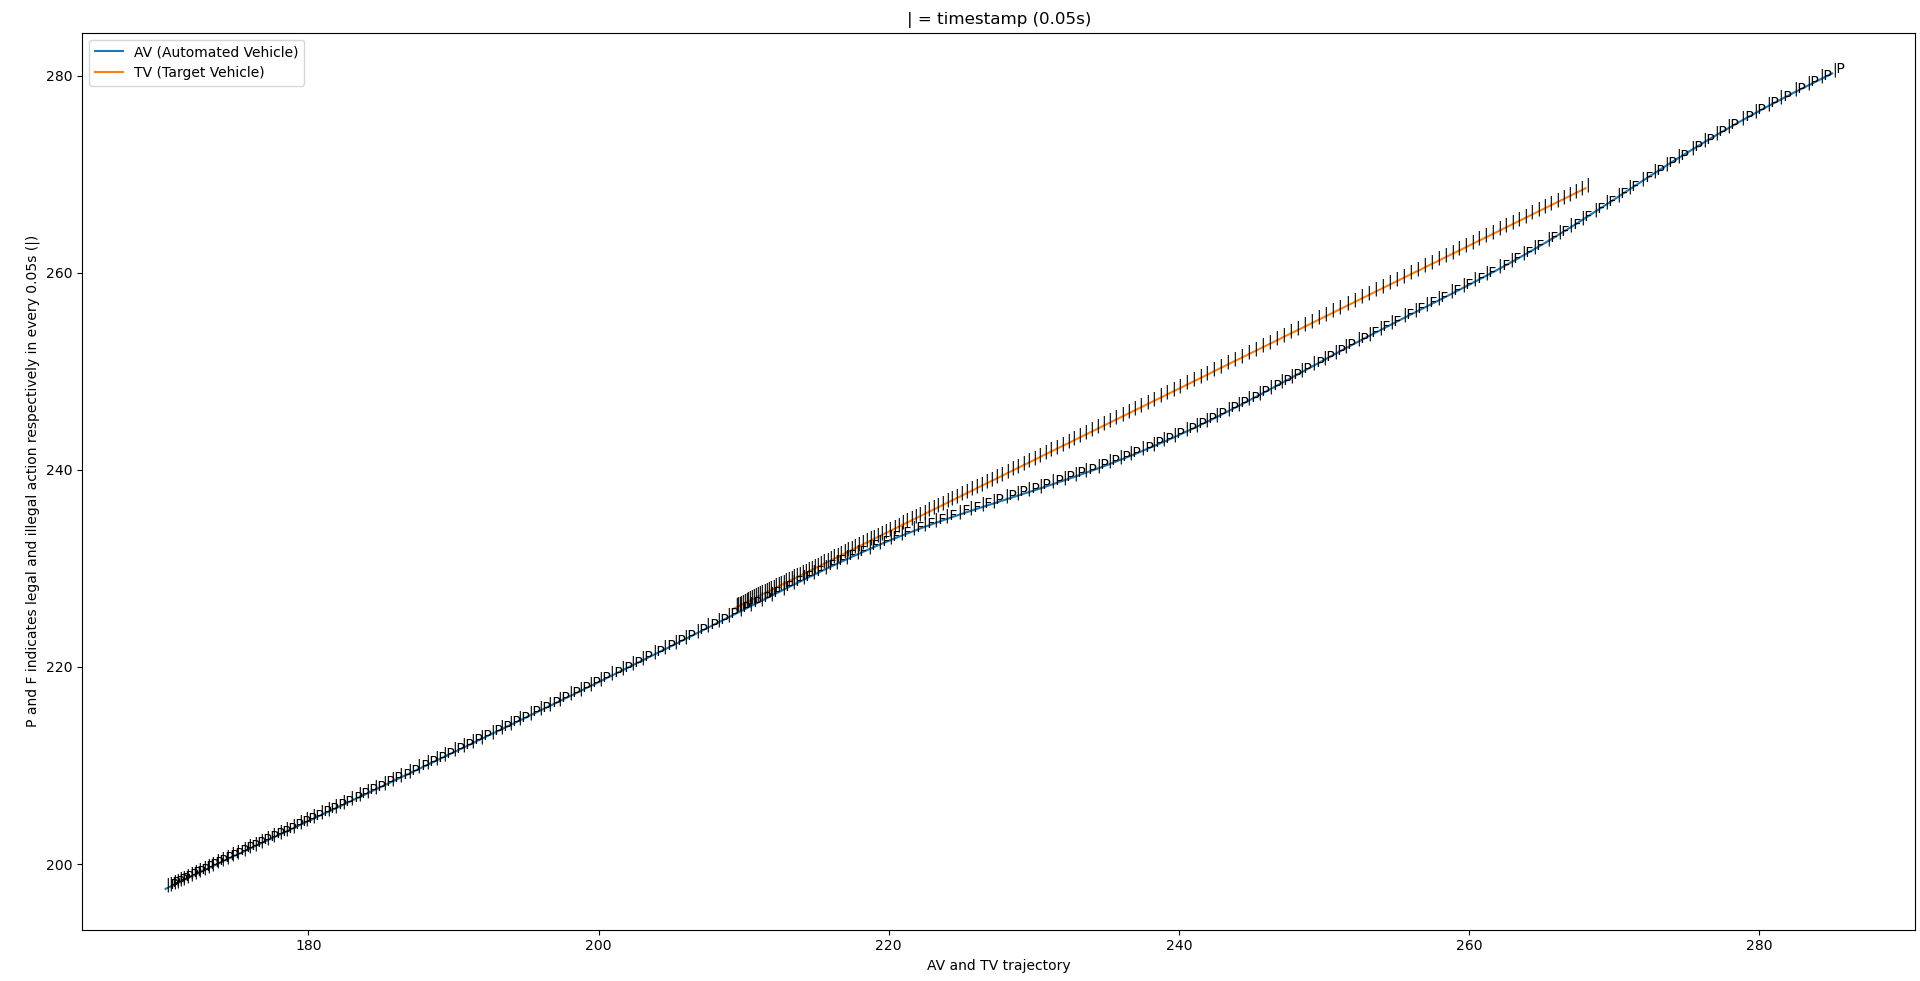 | = timestamp (0.05s)
AV (Automated Vehicle)
TV (Target Vehicle)
P and F indicates legal and illegal action respectively in every 0.05s (|)
280
260
240
220
200
180
200
220
240
260
280
AV and TV trajectory